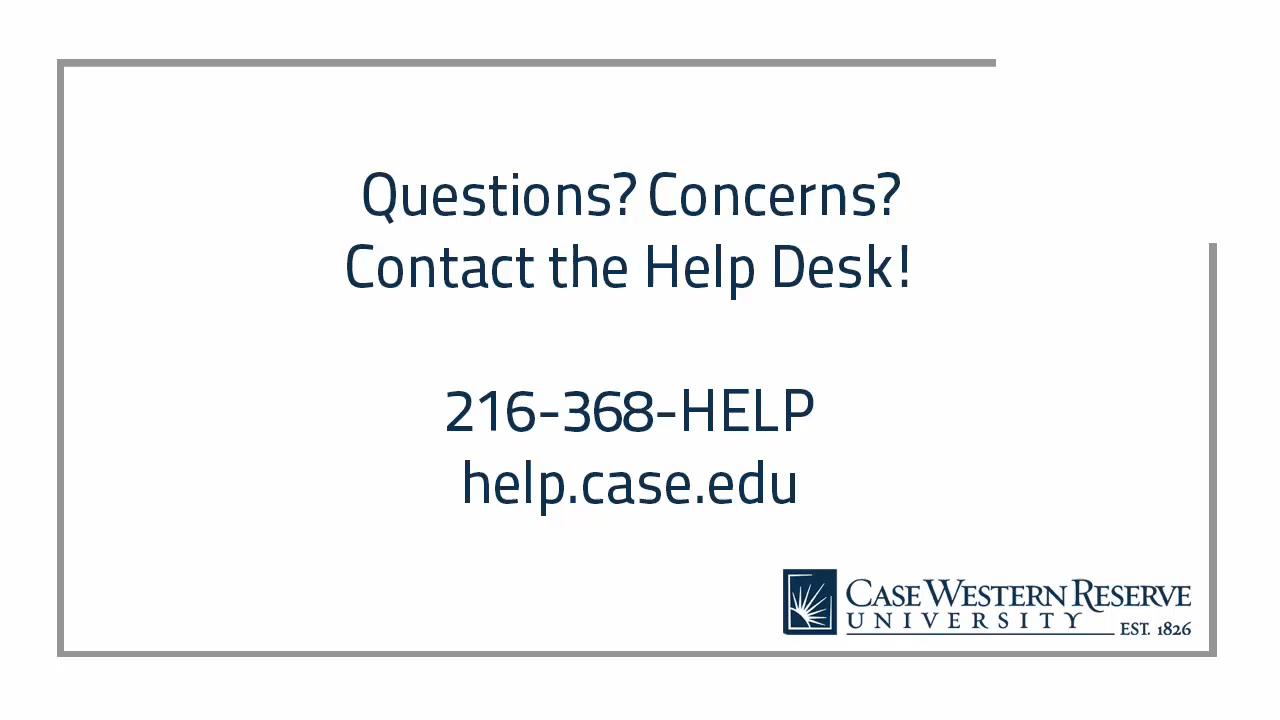 Questions? Concerns?
Contact the Help Desk!
216-368-HELP
help.case.edu
CASE WESTERN RESERVE
UNIVERSITY
EST. 1826